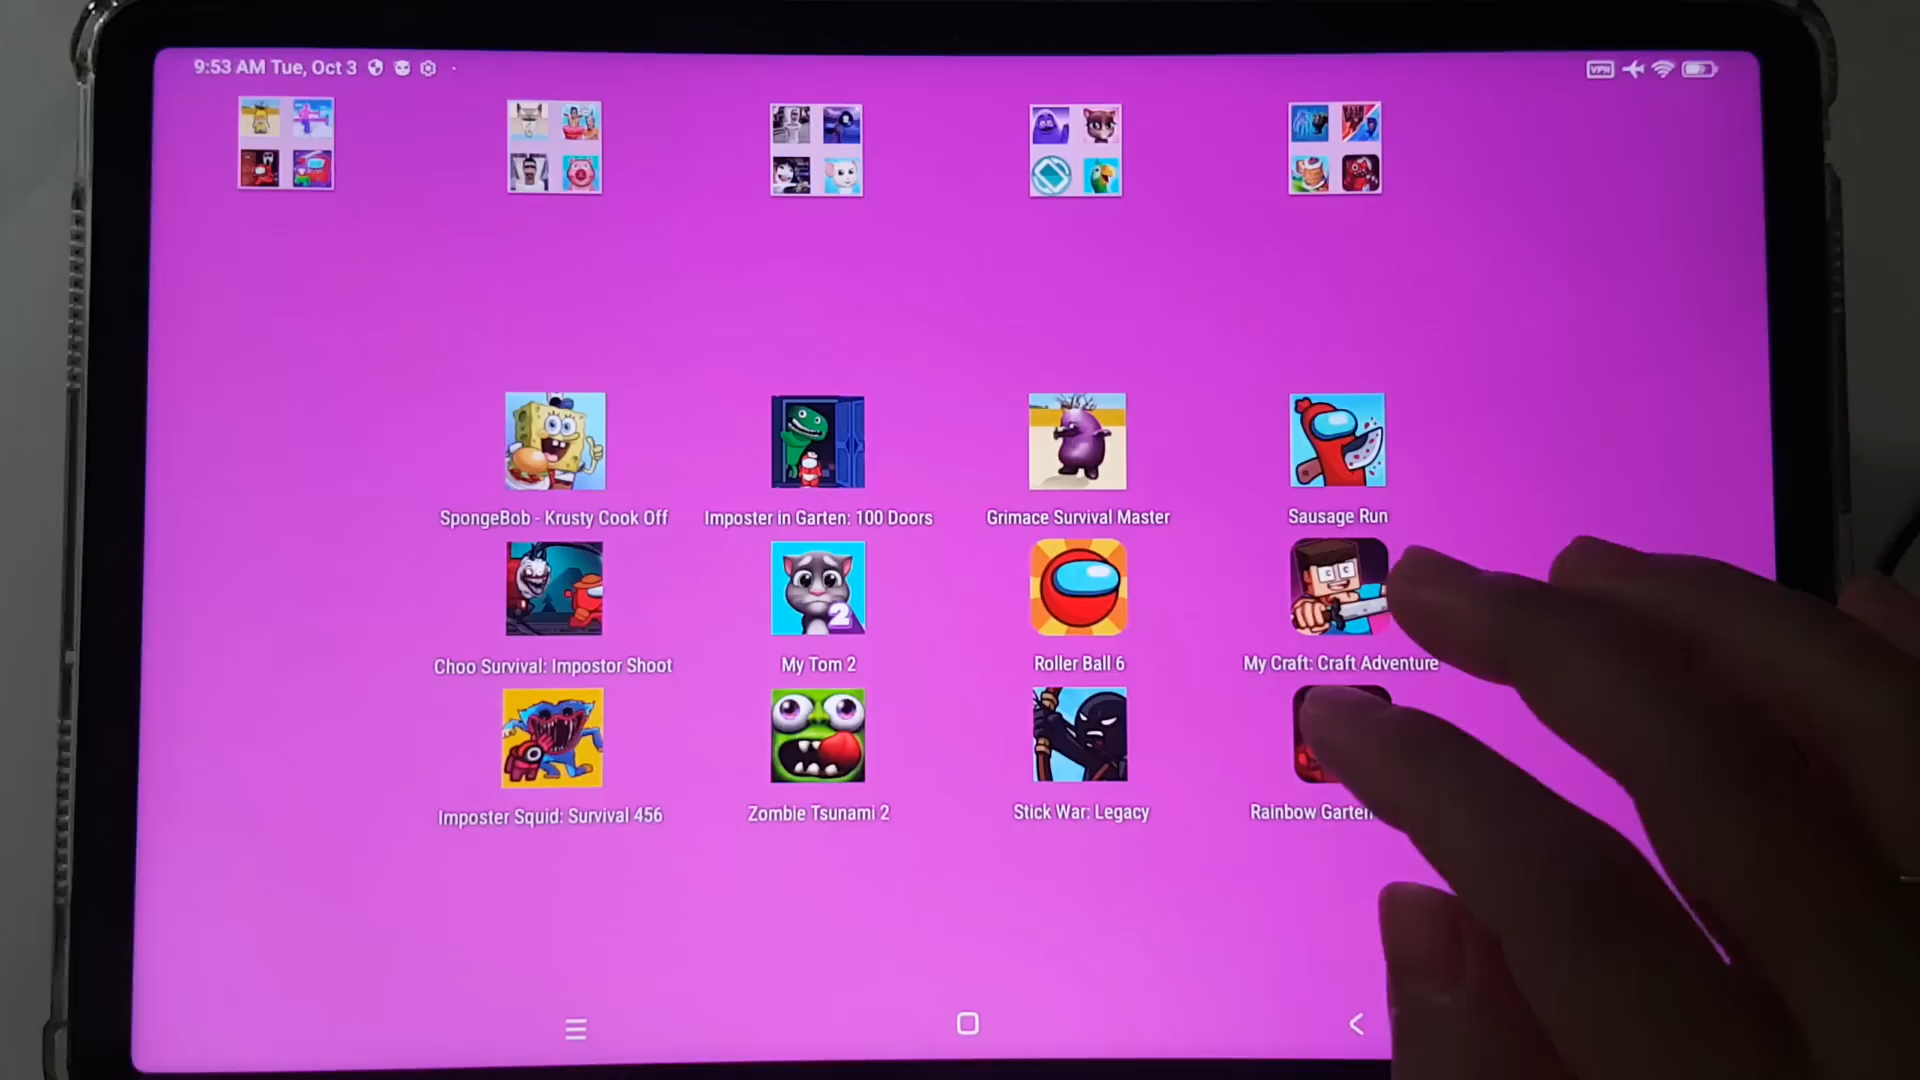 9:53 AM Tue, Oct 3
VPN
SpongeBob - Krusty Cook Off
Imposter in Garten: 100 Doors
Grimace Survival Master
Sausage Run
2
Choo Survival: Impostor Shoot
My Tom 2
Roller Ball 6
My Craft: Craft Adventure
Imposter Squid: Survival 456
Zombie Tsunami 2
Stick War: Legacy
Rainbow Garten